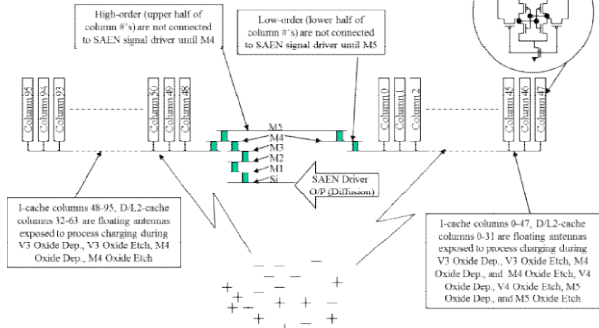 High-order (upper half of
column #'s) are not connected
to SAEN signal driver until M4
Low-order (lower half of
column #'s) are not connected
to SAEN signal driver until M5
Column 95
Column 94
Column 93
Column 50
Column 49
Column 48
Column 0
Column 1
Column 2
Column 45
Column 46
Column 47
M5
M4
M3
M2
M1
Si
SAEN Driver
O/P (Diffusion)
I-cache columns 48-95, D/L2-cache
columns 32-63 are floating antennas
exposed to process charging during
V3 Oxide Dep., V3 Oxide Etch, M4
Oxide Dep., M4 Oxide Etch
I-cache columns 0-47, D/L2-cache
columns 0-31 are floating antennas
exposed to process charging during
V3 Oxide Dep., V3 Oxide Etch, M4
Oxide Dep., and M4 Oxide Etch, V4
Oxide Dep., V4 Oxide Etch, M5
Oxide Dep., and M5 Oxide Etch